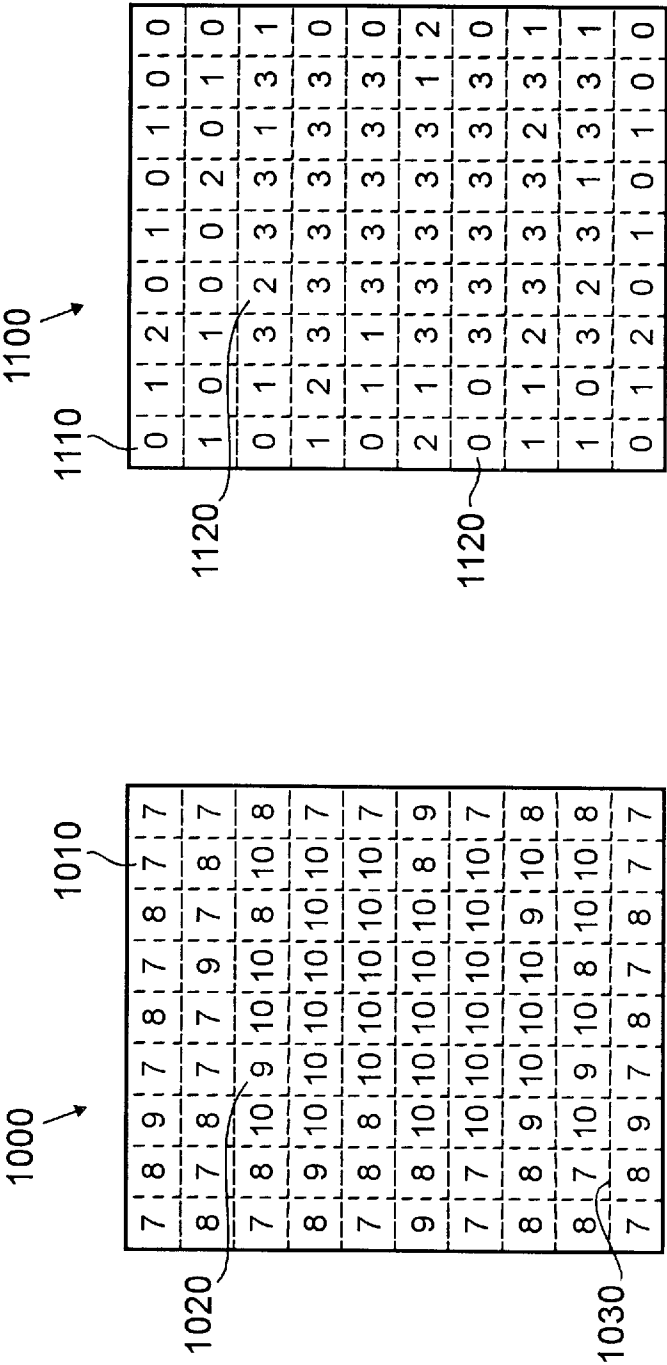 1000
1010
7 8 9 7 8 7 8 7 7
8 7 8 7 7 9 7 8 7
7 8 10 9 10 10 8 10 8
8 9 10 10 10 10 10 10 7
7 8 8 10 10 10 10 10 7
9 8 10 10 10 10 10 8 9
7 7 10 10 10 10 10 10 7
8 8 9 10 10 10 9 10 8
8 7 10 9 10 8 10 10 8
7 8 9 7 8 7 8 7 7
1020
1030
1100
1110
0 1 2 0 1 0 1 0 0
1 0 1 0 0 2 0 1 0
0 1 3 2 3 3 1 3 1
1 2 3 3 3 3 3 3 0
0 1 1 3 3 3 3 3 0
2 1 3 3 3 3 3 1 2
0 0 3 3 3 3 3 3 0
1 1 2 3 3 3 2 3 1
1 0 3 2 3 1 3 3 1
0 1 2 0 1 0 1 0 0
1120
1120